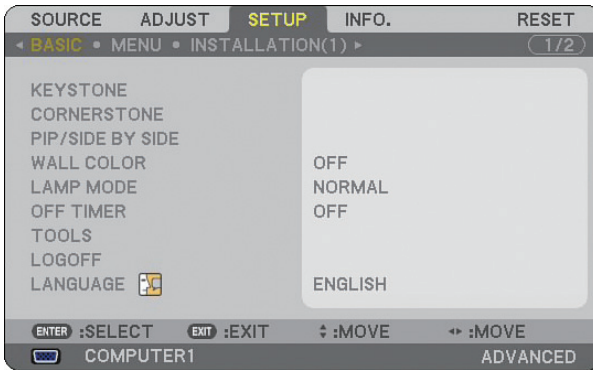 SOURCE ADJUST SETUP INFO. RESET
BASIC • MENU • INSTALLATION(1) 1/2
KEYSTONE
CORNERSTONE
PIP/SIDE BY SIDE
WALL COLOR OFF
LAMP MODE NORMAL
OFF TIMER OFF
TOOLS
LOGOFF
LANGUAGE ENGLISH
ENTER :SELECT EXIT :EXIT :MOVE :MOVE
COMPUTER1 ADVANCED